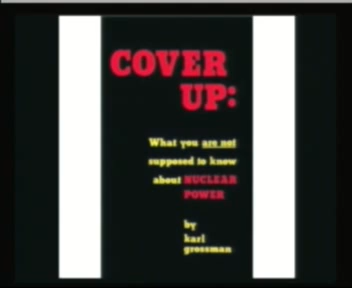 COVER
UP:
What you are not
supposed to know
about NUCLEAR
POWER
by
karl
grossman